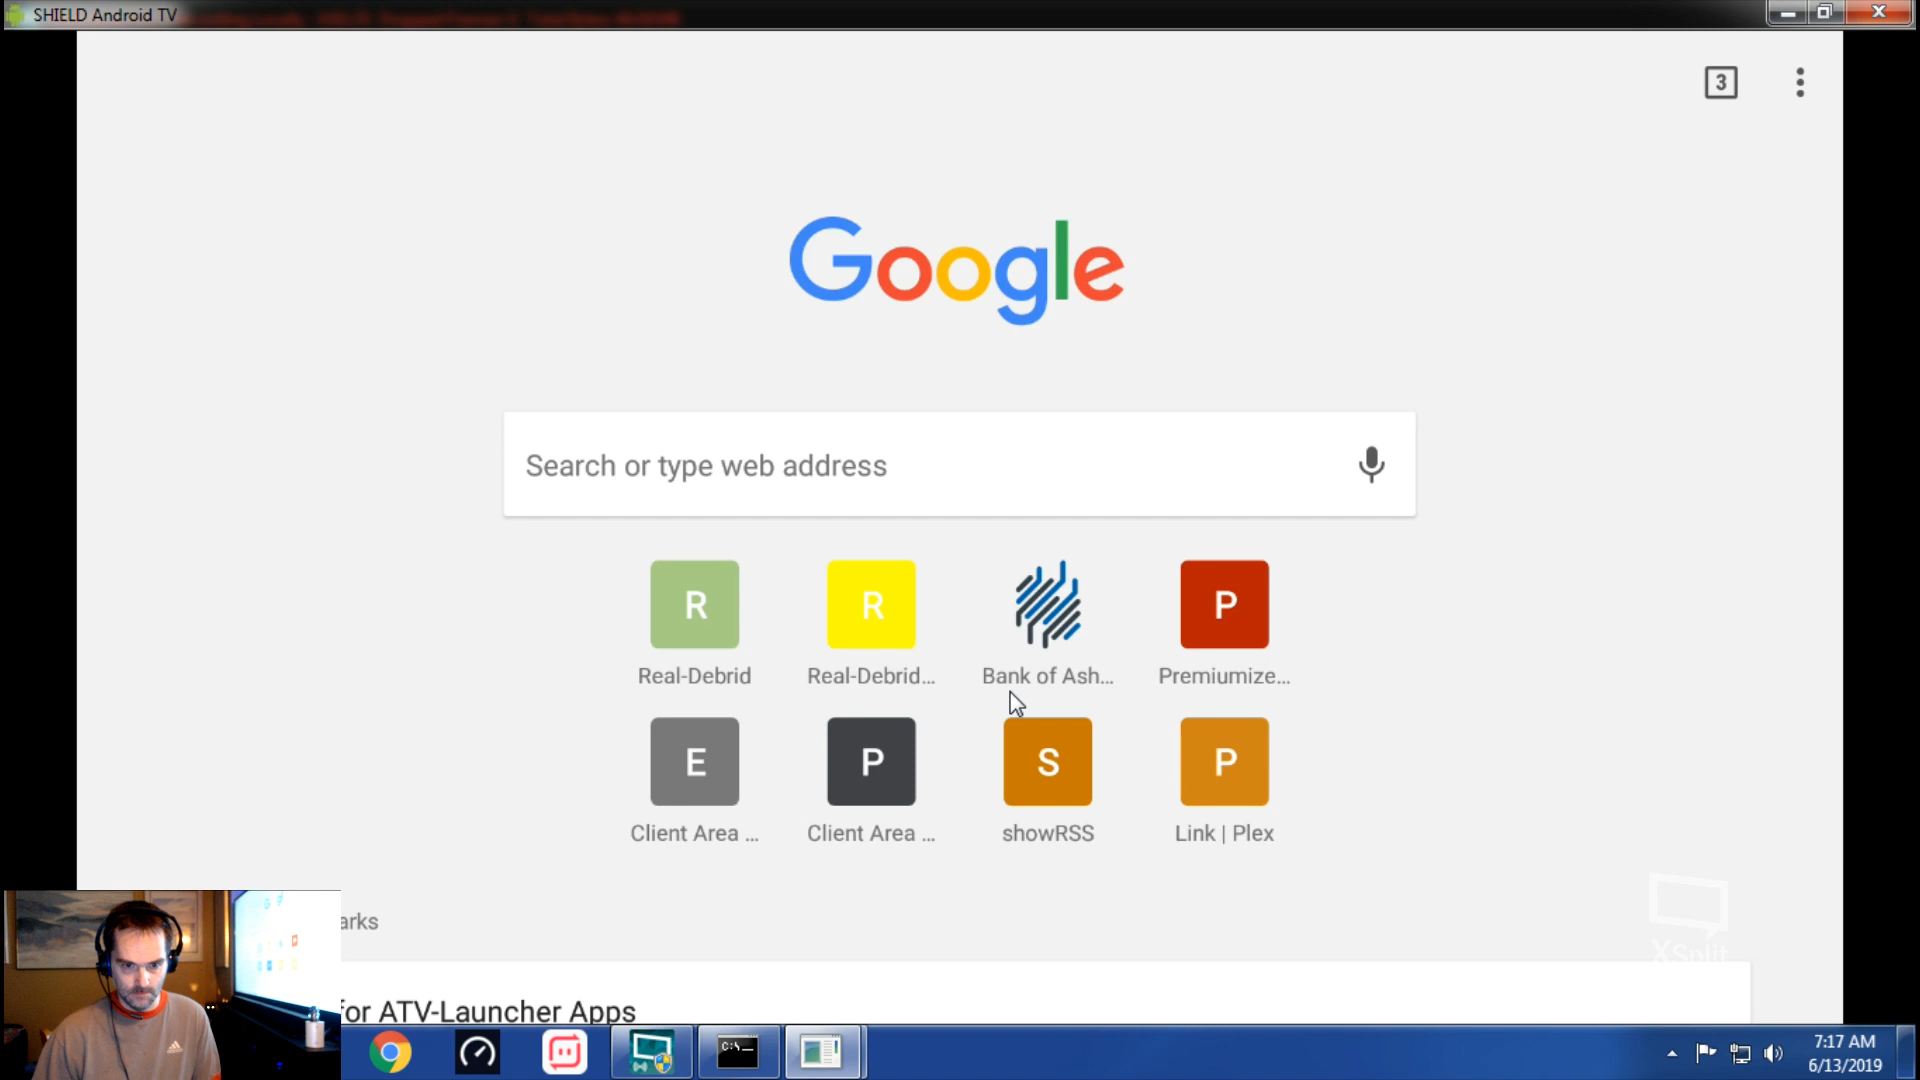 SHIELD Android TV
3
Google
Search or type web address
R
R
P
Real-Debrid
Real-Debrid...
Bank of Ash...
Premiumize...
E
P
S
P
Client Area ...
Client Area ...
showRSS
Link | Plex
arks
XSplit
for ATV-Launcher Apps
C:\
7:17 AM
6/13/2019